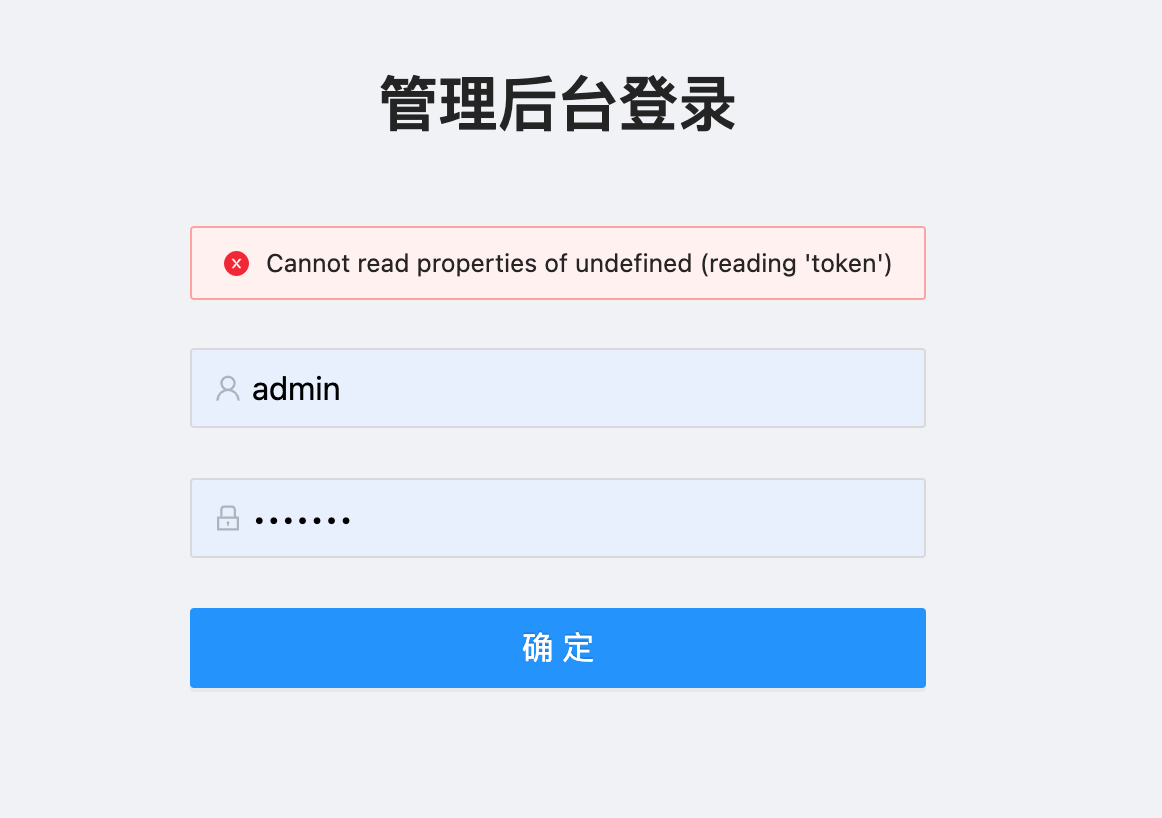 管理后台登录
Cannot read properties of undefined (reading 'token')
admin
•••••••
确 定